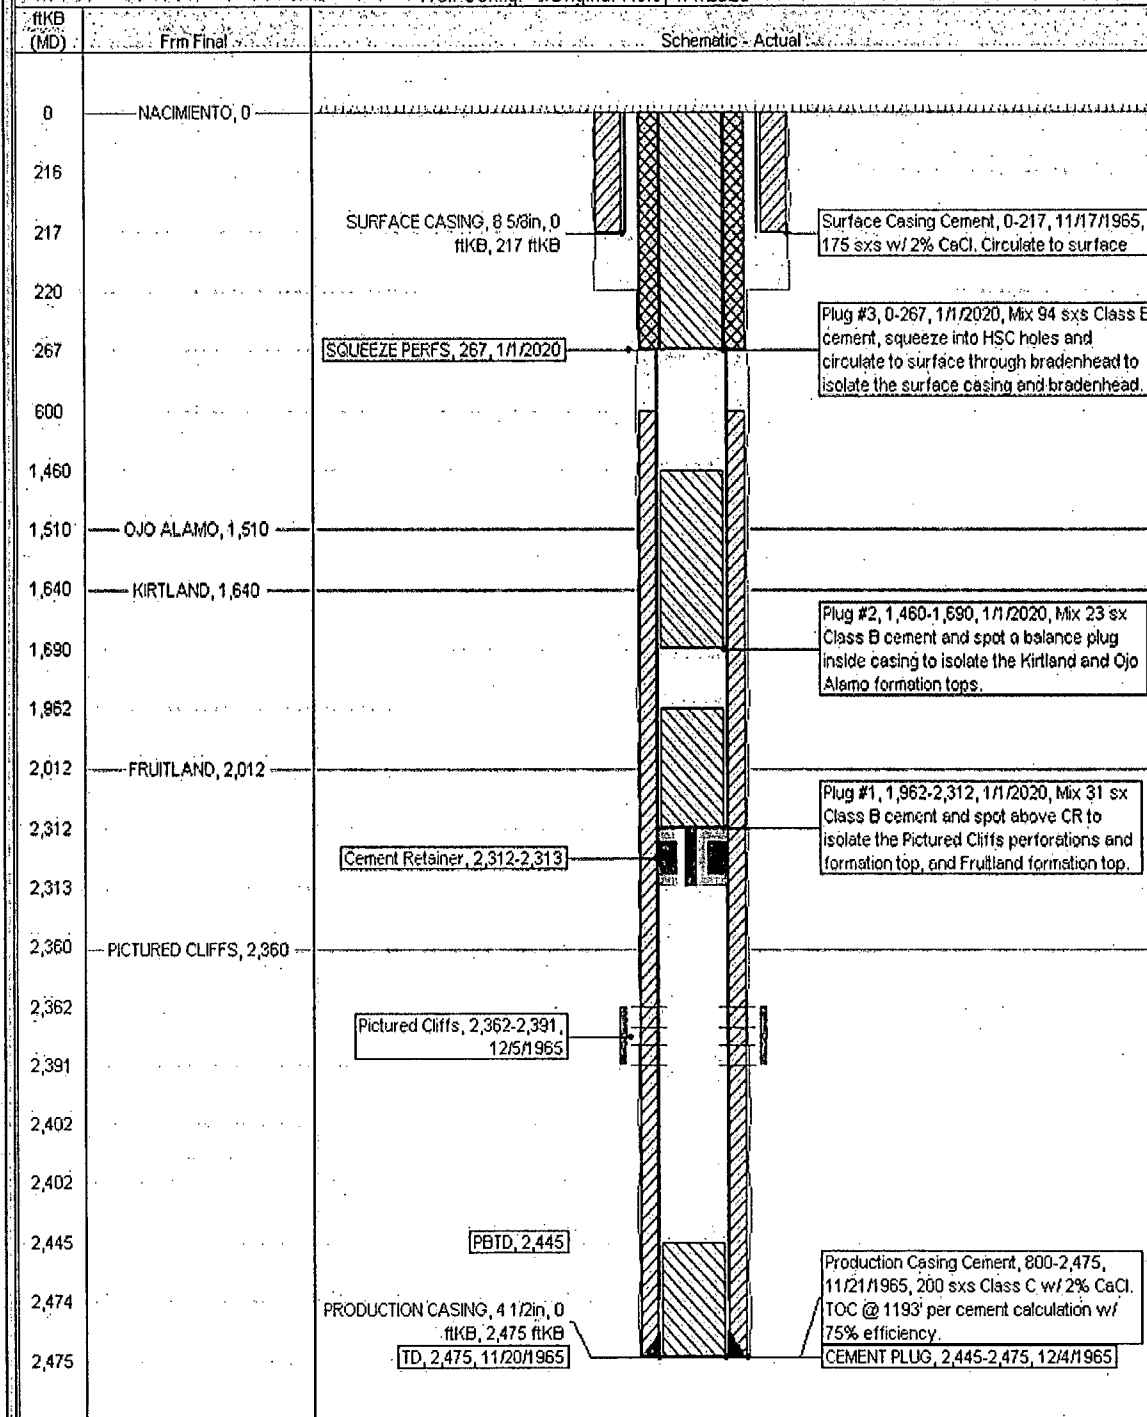 ftKB
(MD)
Frm Final
Schematic - Actual
0
NACIMIENTO, 0
216
217
SURFACE CASING, 8 5/8in, 0
ftKB, 217 ftKB
Surface Casing Cement, 0-217, 11/17/1965,
175 sxs w/ 2% CaCl. Circulate to surface
220
267
SQUEEZE PERFS, 267, 1/1/2020
Plug #3, 0-267, 1/1/2020, Mix 94 sxs Class B
cement, squeeze into HSC holes and
circulate to surface through bradenhead to
isolate the surface casing and bradenhead.
600
1,460
1,510
OJO ALAMO, 1,510
1,640
KIRTLAND, 1,640
1,690
Plug #2, 1,460-1,690, 1/1/2020, Mix 23 sx
Class B cement and spot a balance plug
inside casing to isolate the Kirtland and Ojo
Alamo formation tops.
1,962
2,012
FRUITLAND, 2,012
2,312
Plug #1, 1,962-2,312, 1/1/2020, Mix 31 sx
Class B cement and spot above CR to
isolate the Pictured Cliffs perforations and
formation top, and Fruitland formation top.
Cement Retainer, 2,312-2,313
2,313
2,360
PICTURED CLIFFS, 2,360
2,362
Pictured Cliffs, 2,362-2,391,
12/5/1965
2,391
2,402
2,402
2,445
PBTD, 2,445
2,474
PRODUCTION CASING, 4 1/2in, 0
ftKB, 2,475 ftKB
Production Casing Cement, 800-2,475,
11/21/1965, 200 sxs Class C w/ 2% CaCl.
TOC @ 1193' per cement calculation w/
75% efficiency.
2,475
TD, 2,475, 11/20/1965
CEMENT PLUG, 2,445-2,475, 12/4/1965